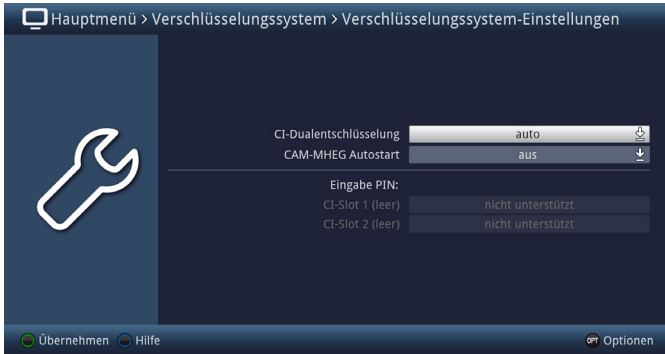 Hauptmenü > Verschlüsselungssystem > Verschlüsselungssystem-Einstellungen
CI-Dualentschlüsselung auto
CAM-MHEG Autostart aus
Eingabe PIN:
CI-Slot 1 (leer) nicht unterstützt
CI-Slot 2 (leer) nicht unterstützt
Übernehmen Hilfe OPT Optionen